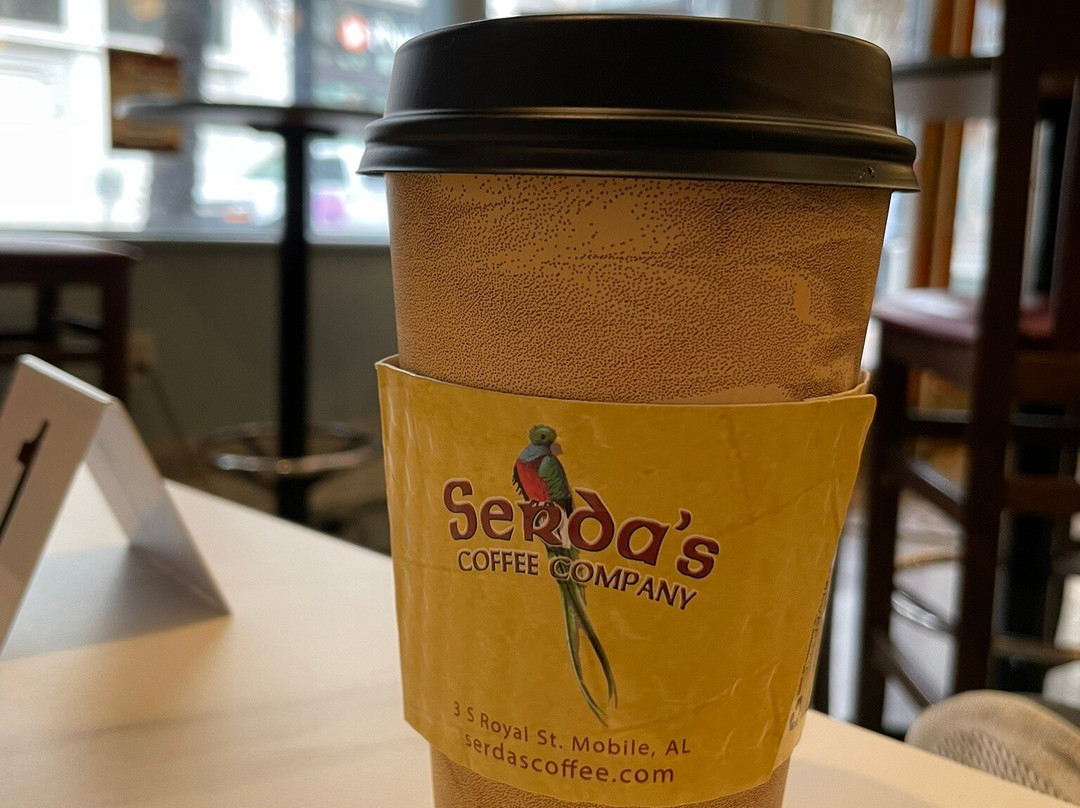 Serda's
COFFEE COMPANY
3 S Royal St. Mobile, AL
serdascoffee.com